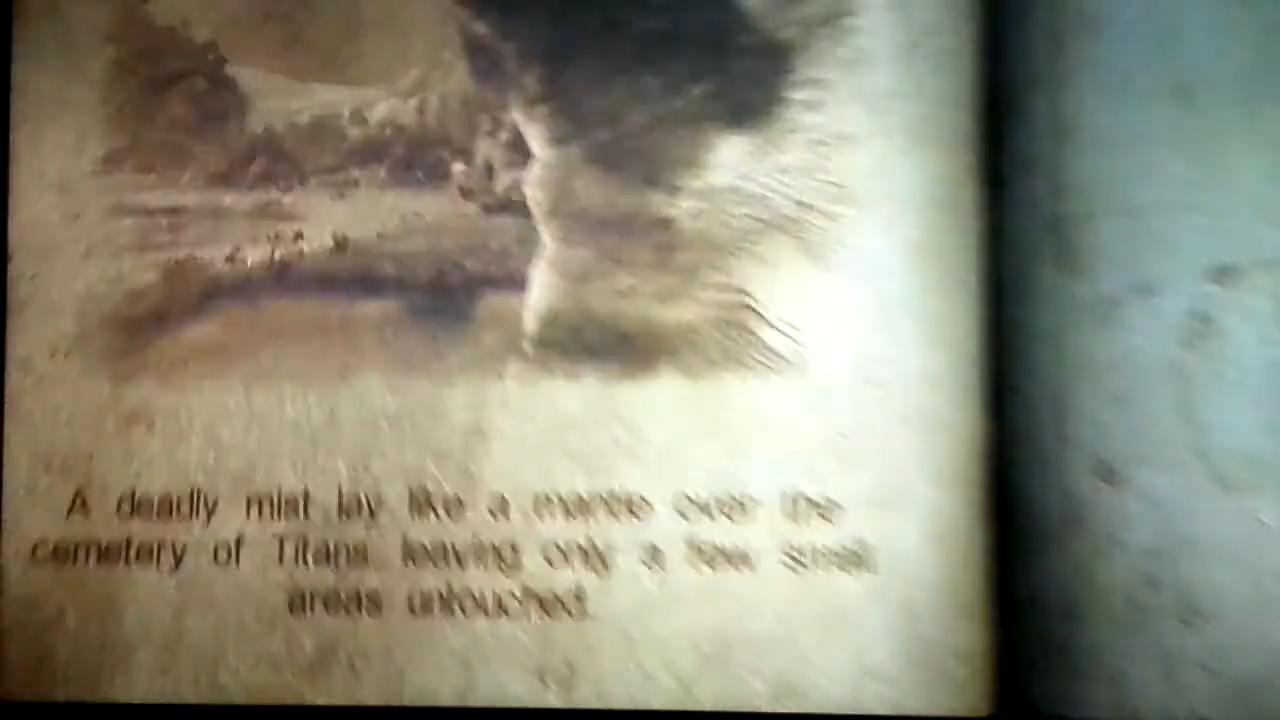 A deadly mist lay like a mantle over the
cemetery of Titans, leaving only a few small
areas untouched.